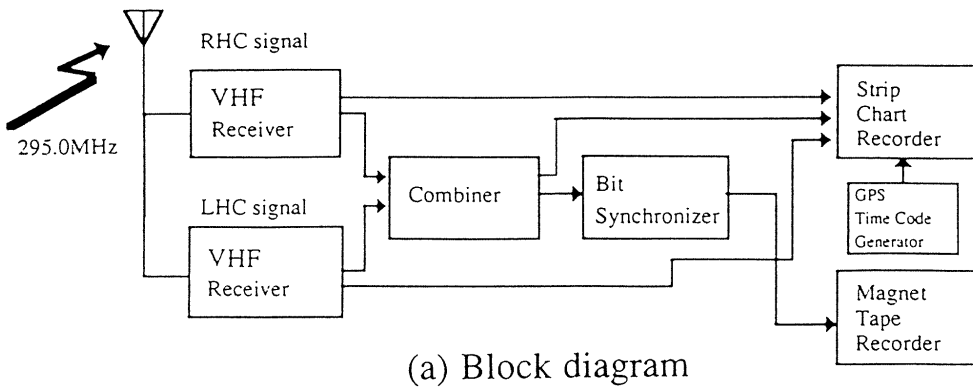 RHC signal
VHF
Receiver
295.0MHz
LHC signal
VHF
Receiver
Combiner
Bit
Synchronizer
Strip
Chart
Recorder
GPS
Time Code
Generator
Magnet
Tape
Recorder
(a) Block diagram